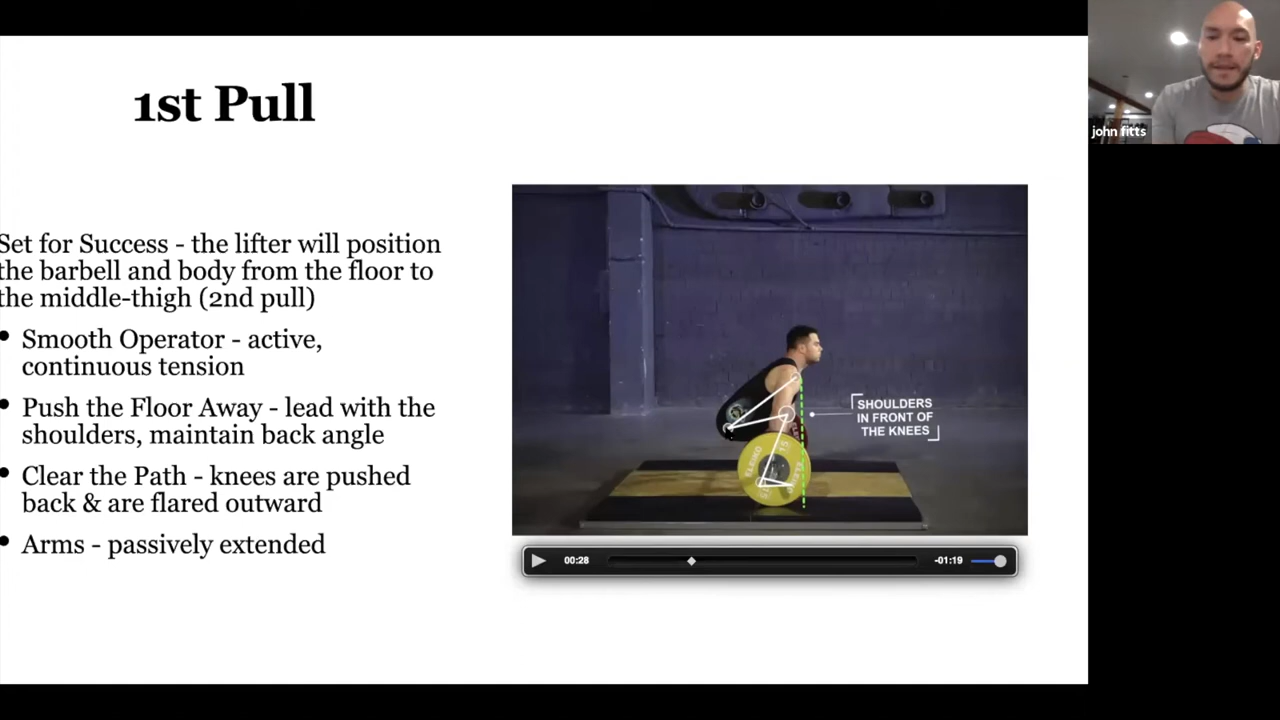 1st Pull
john fitts
Set for Success - the lifter will position
the barbell and body from the floor to
the middle-thigh (2nd pull)
• Smooth Operator - active,
continuous tension
• Push the Floor Away - lead with the
shoulders, maintain back angle
• Clear the Path - knees are pushed
back & are flared outward
• Arms - passively extended
SHOULDERS
IN FRONT OF
THE KNEES
15
00:28
-01:19